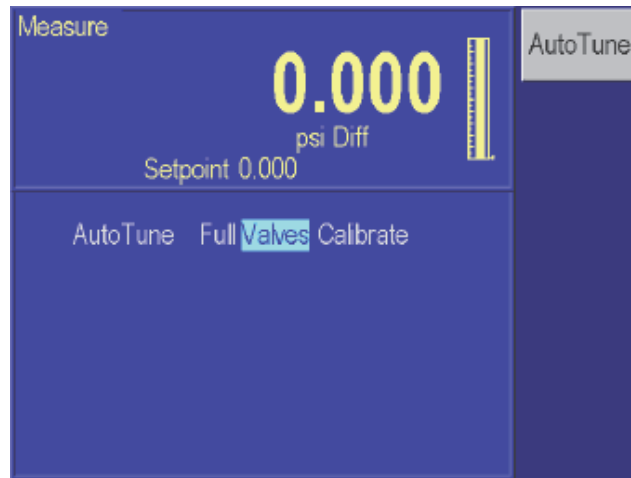 Measure
AutoTune
0.000
psi Diff
Setpoint 0.000
AutoTune Full Valves Calibrate